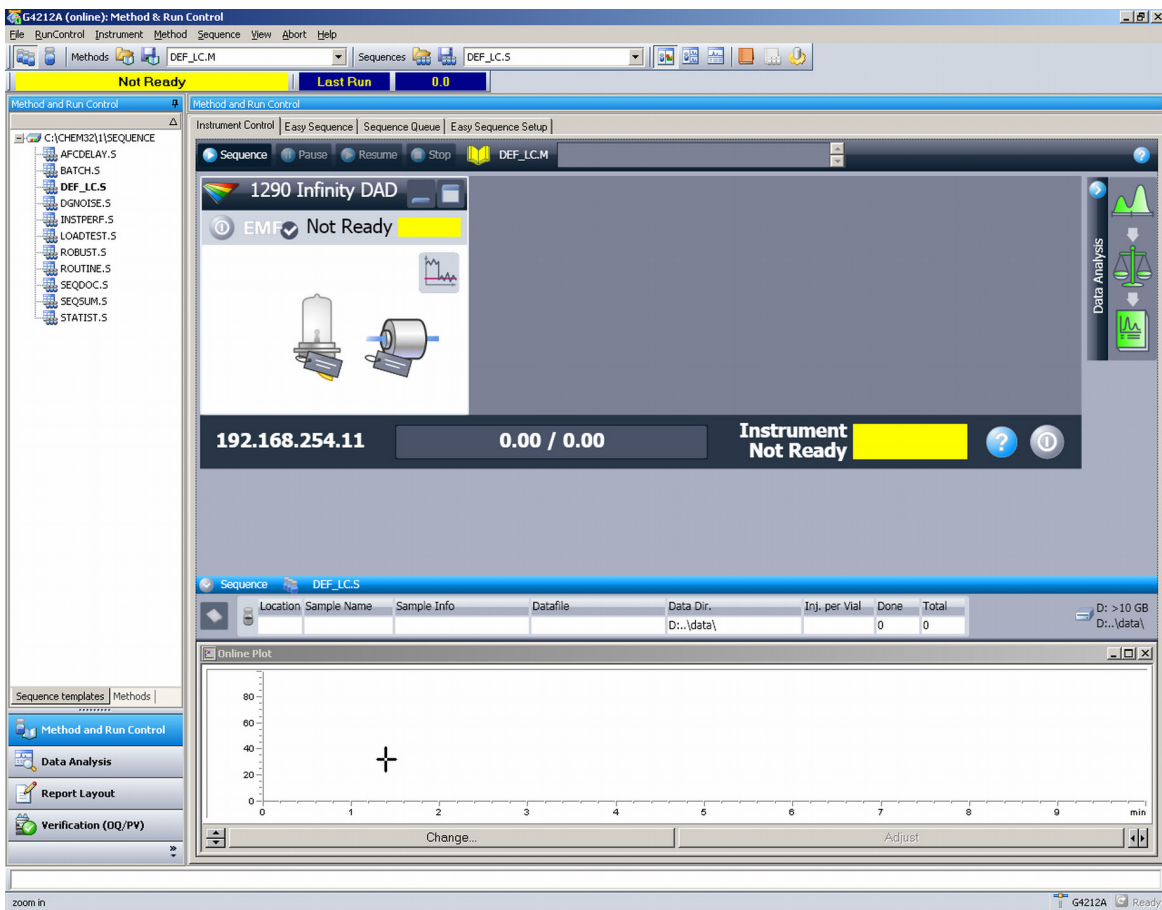 G4212A (online): Method & Run Control
File RunControl Instrument Method Sequence View Abort Help
Methods DEF_LC.M Sequences DEF_LC.S
Not Ready Last Run 0.0
Method and Run Control
C:\CHEM32\1\SEQUENCE
AFCDELAY.S
BATCH.S
DEF_LC.S
DGNOISE.S
INSTPERF.S
LOADTEST.S
ROBUST.S
ROUTINE.S
SEQDOC.S
SEQSUM.S
STATIST.S
Sequence templates Methods
Method and Run Control
Data Analysis
Report Layout
Verification (OQ/PV)
Method and Run Control
Instrument Control Easy Sequence Sequence Queue Easy Sequence Setup
Sequence Pause Resume Stop DEF_LC.M
1290 Infinity DAD
EMF Not Ready
Data Analysis
192.168.254.11 0.00 / 0.00 Instrument
Not Ready
Sequence DEF_LC.S
Location Sample Name Sample Info Datafile Data Dir. Inj. per Vial Done Total D: >10 GB
D:..\data\ 0 0 D:..\data\
Online Plot
80
60
40
20
0
0 1 2 3 4 5 6 7 8 9 min
Change... Adjust
zoom in G4212A Ready